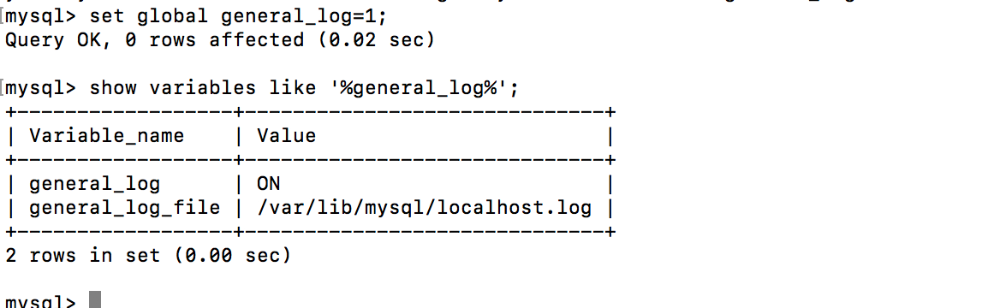 [mysql> set global general_log=1;
Query OK, 0 rows affected (0.02 sec)
[mysql> show variables like '%general_log%';
+------------------+------------------------------+
| Variable_name    | Value                        |
+------------------+------------------------------+
| general_log      | ON                           |
| general_log_file | /var/lib/mysql/localhost.log |
+------------------+------------------------------+
2 rows in set (0.00 sec)
mysql>